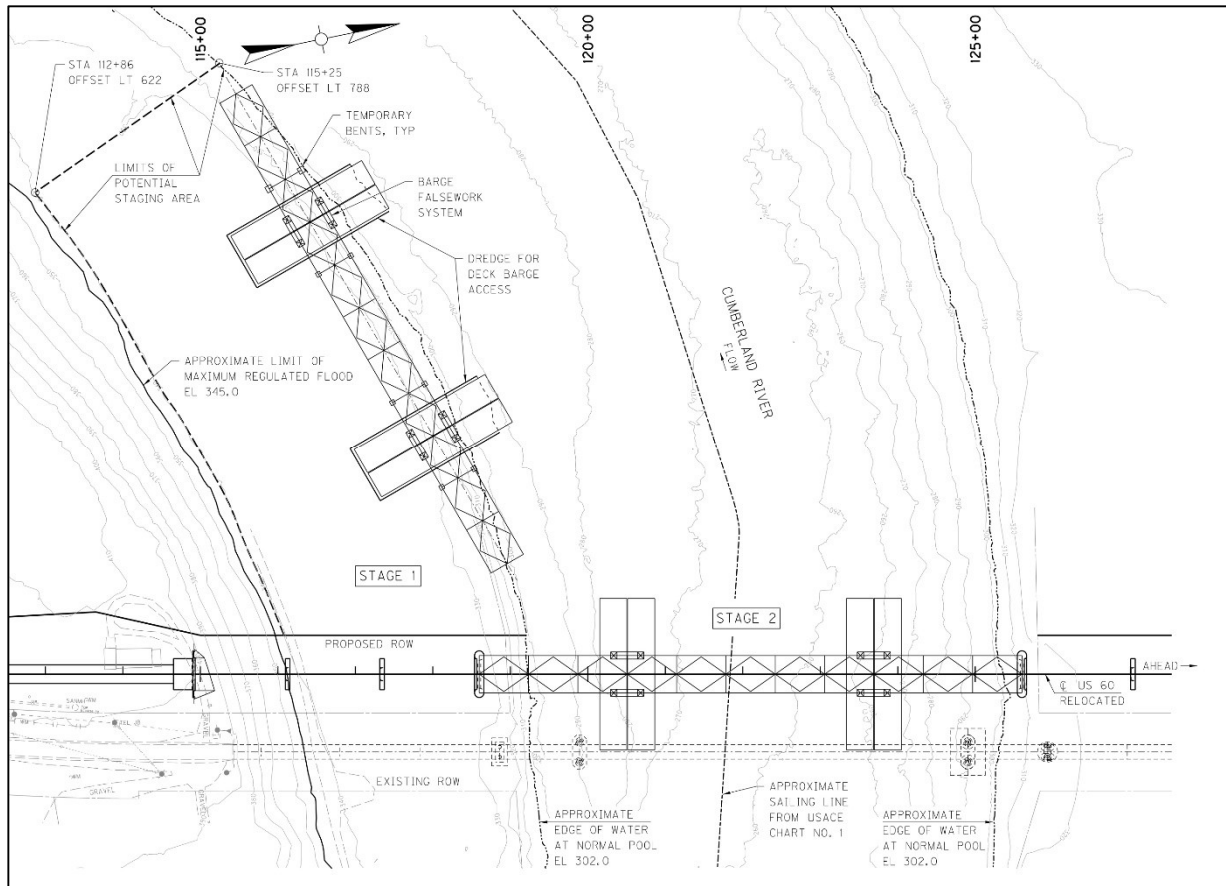 115+00
120+00
125+00
STA 112+86
OFFSET LT 622
STA 115+25
OFFSET LT 788
TEMPORARY
BENTS, TYP
LIMITS OF
POTENTIAL
STAGING AREA
BARGE
FALSEWORK
SYSTEM
DREDGE FOR
DECK BARGE
ACCESS
CUMBERLAND RIVER
FLOW
APPROXIMATE LIMIT OF
MAXIMUM REGULATED FLOOD
EL 345.0
STAGE 1
STAGE 2
PROPOSED ROW
AHEAD
℄ US 60
RELOCATED
EXISTING ROW
GRAVEL
APPROXIMATE
EDGE OF WATER
AT NORMAL POOL
EL 302.0
APPROXIMATE
SAILING LINE
FROM USACE
CHART NO. 1
APPROXIMATE
EDGE OF WATER
AT NORMAL POOL
EL 302.0